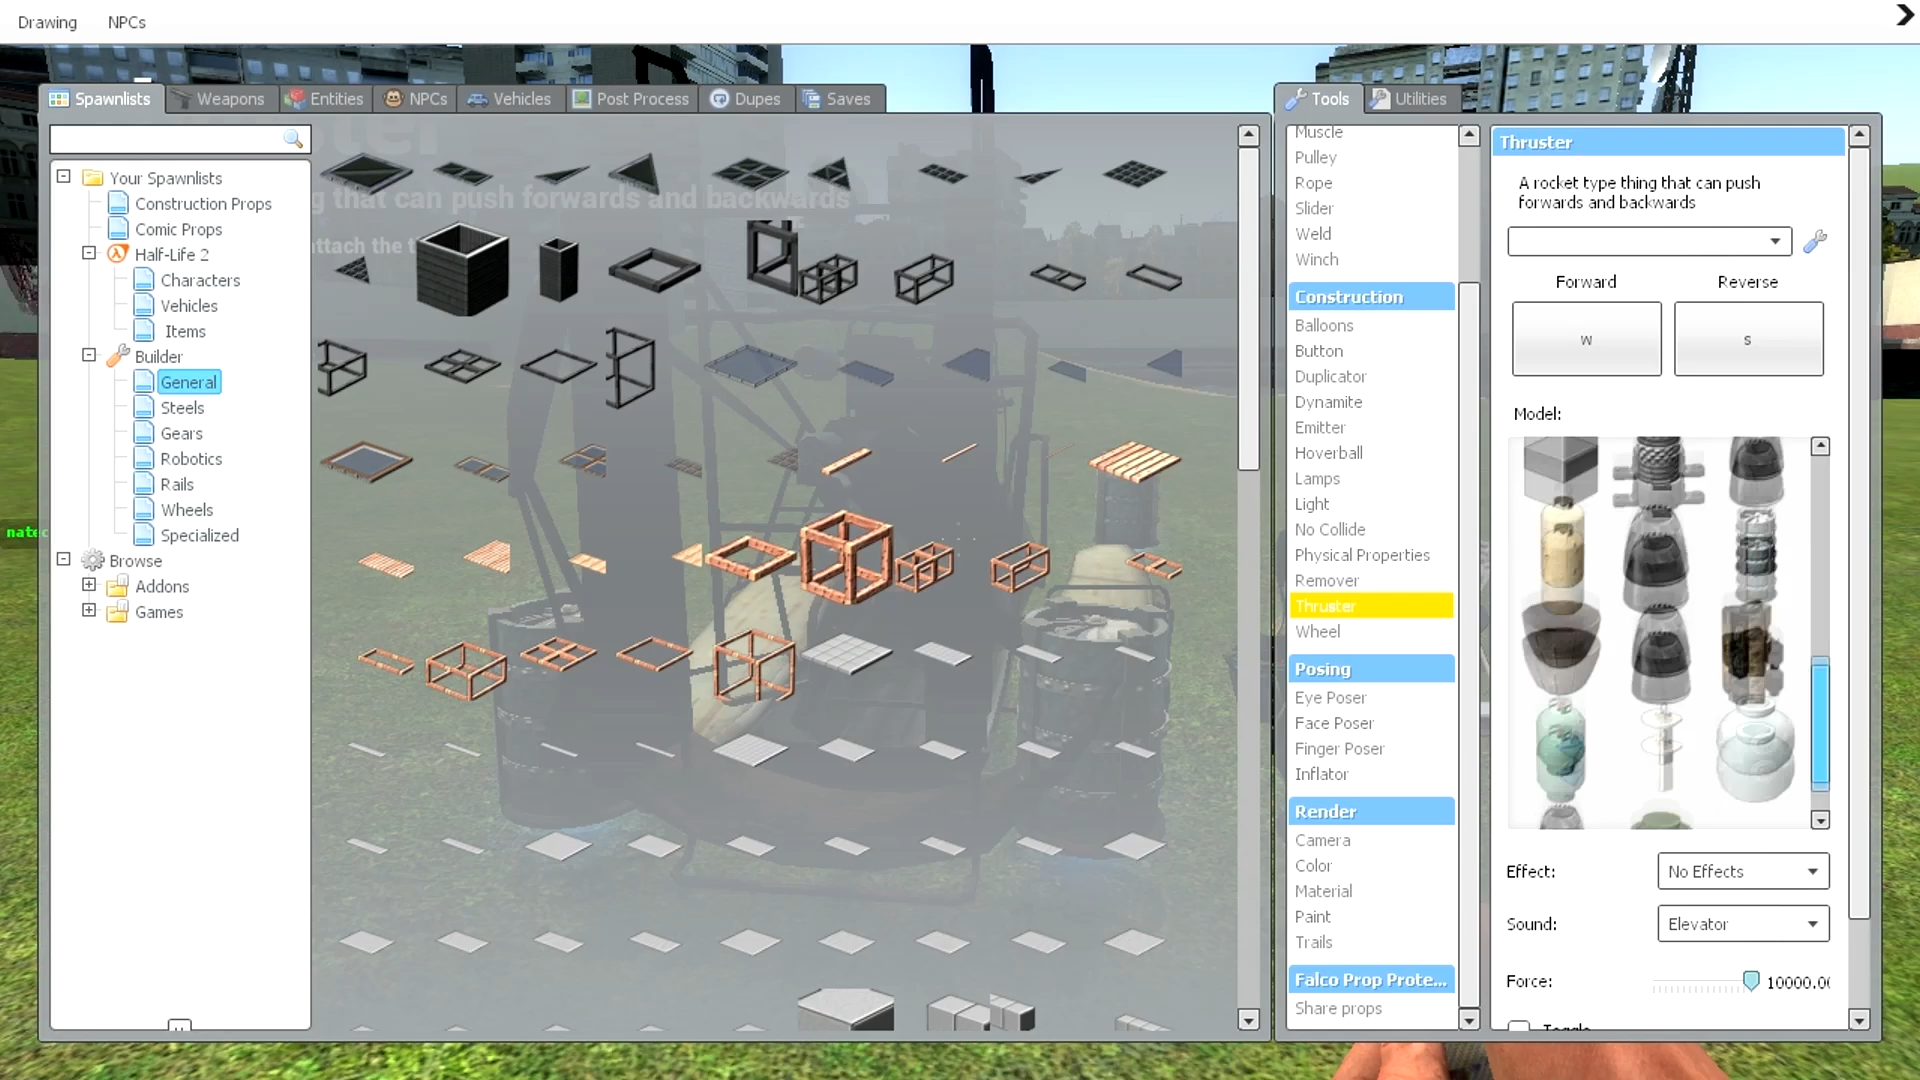 Drawing NPCs
Spawnlists Weapons Entities NPCs Vehicles Post Process Dupes Saves
Your Spawnlists
Construction Props
Comic Props
Half-Life 2
Characters
Vehicles
Items
Builder
General
Steels
Gears
Robotics
Rails
Wheels
Specialized
Browse
Addons
Games
g that can push forwards and backwards
attach the t
Tools Utilities
Muscle
Pulley
Rope
Slider
Weld
Winch
Construction
Balloons
Button
Duplicator
Dynamite
Emitter
Hoverball
Lamps
Light
No Collide
Physical Properties
Remover
Thruster
Wheel
Posing
Eye Poser
Face Poser
Finger Poser
Inflator
Render
Camera
Color
Material
Paint
Trails
Falco Prop Prote...
Share props
Thruster
A rocket type thing that can push
forwards and backwards
Forward Reverse
w s
Model:
Effect: No Effects
Sound: Elevator
Force: 10000.0
Toggle